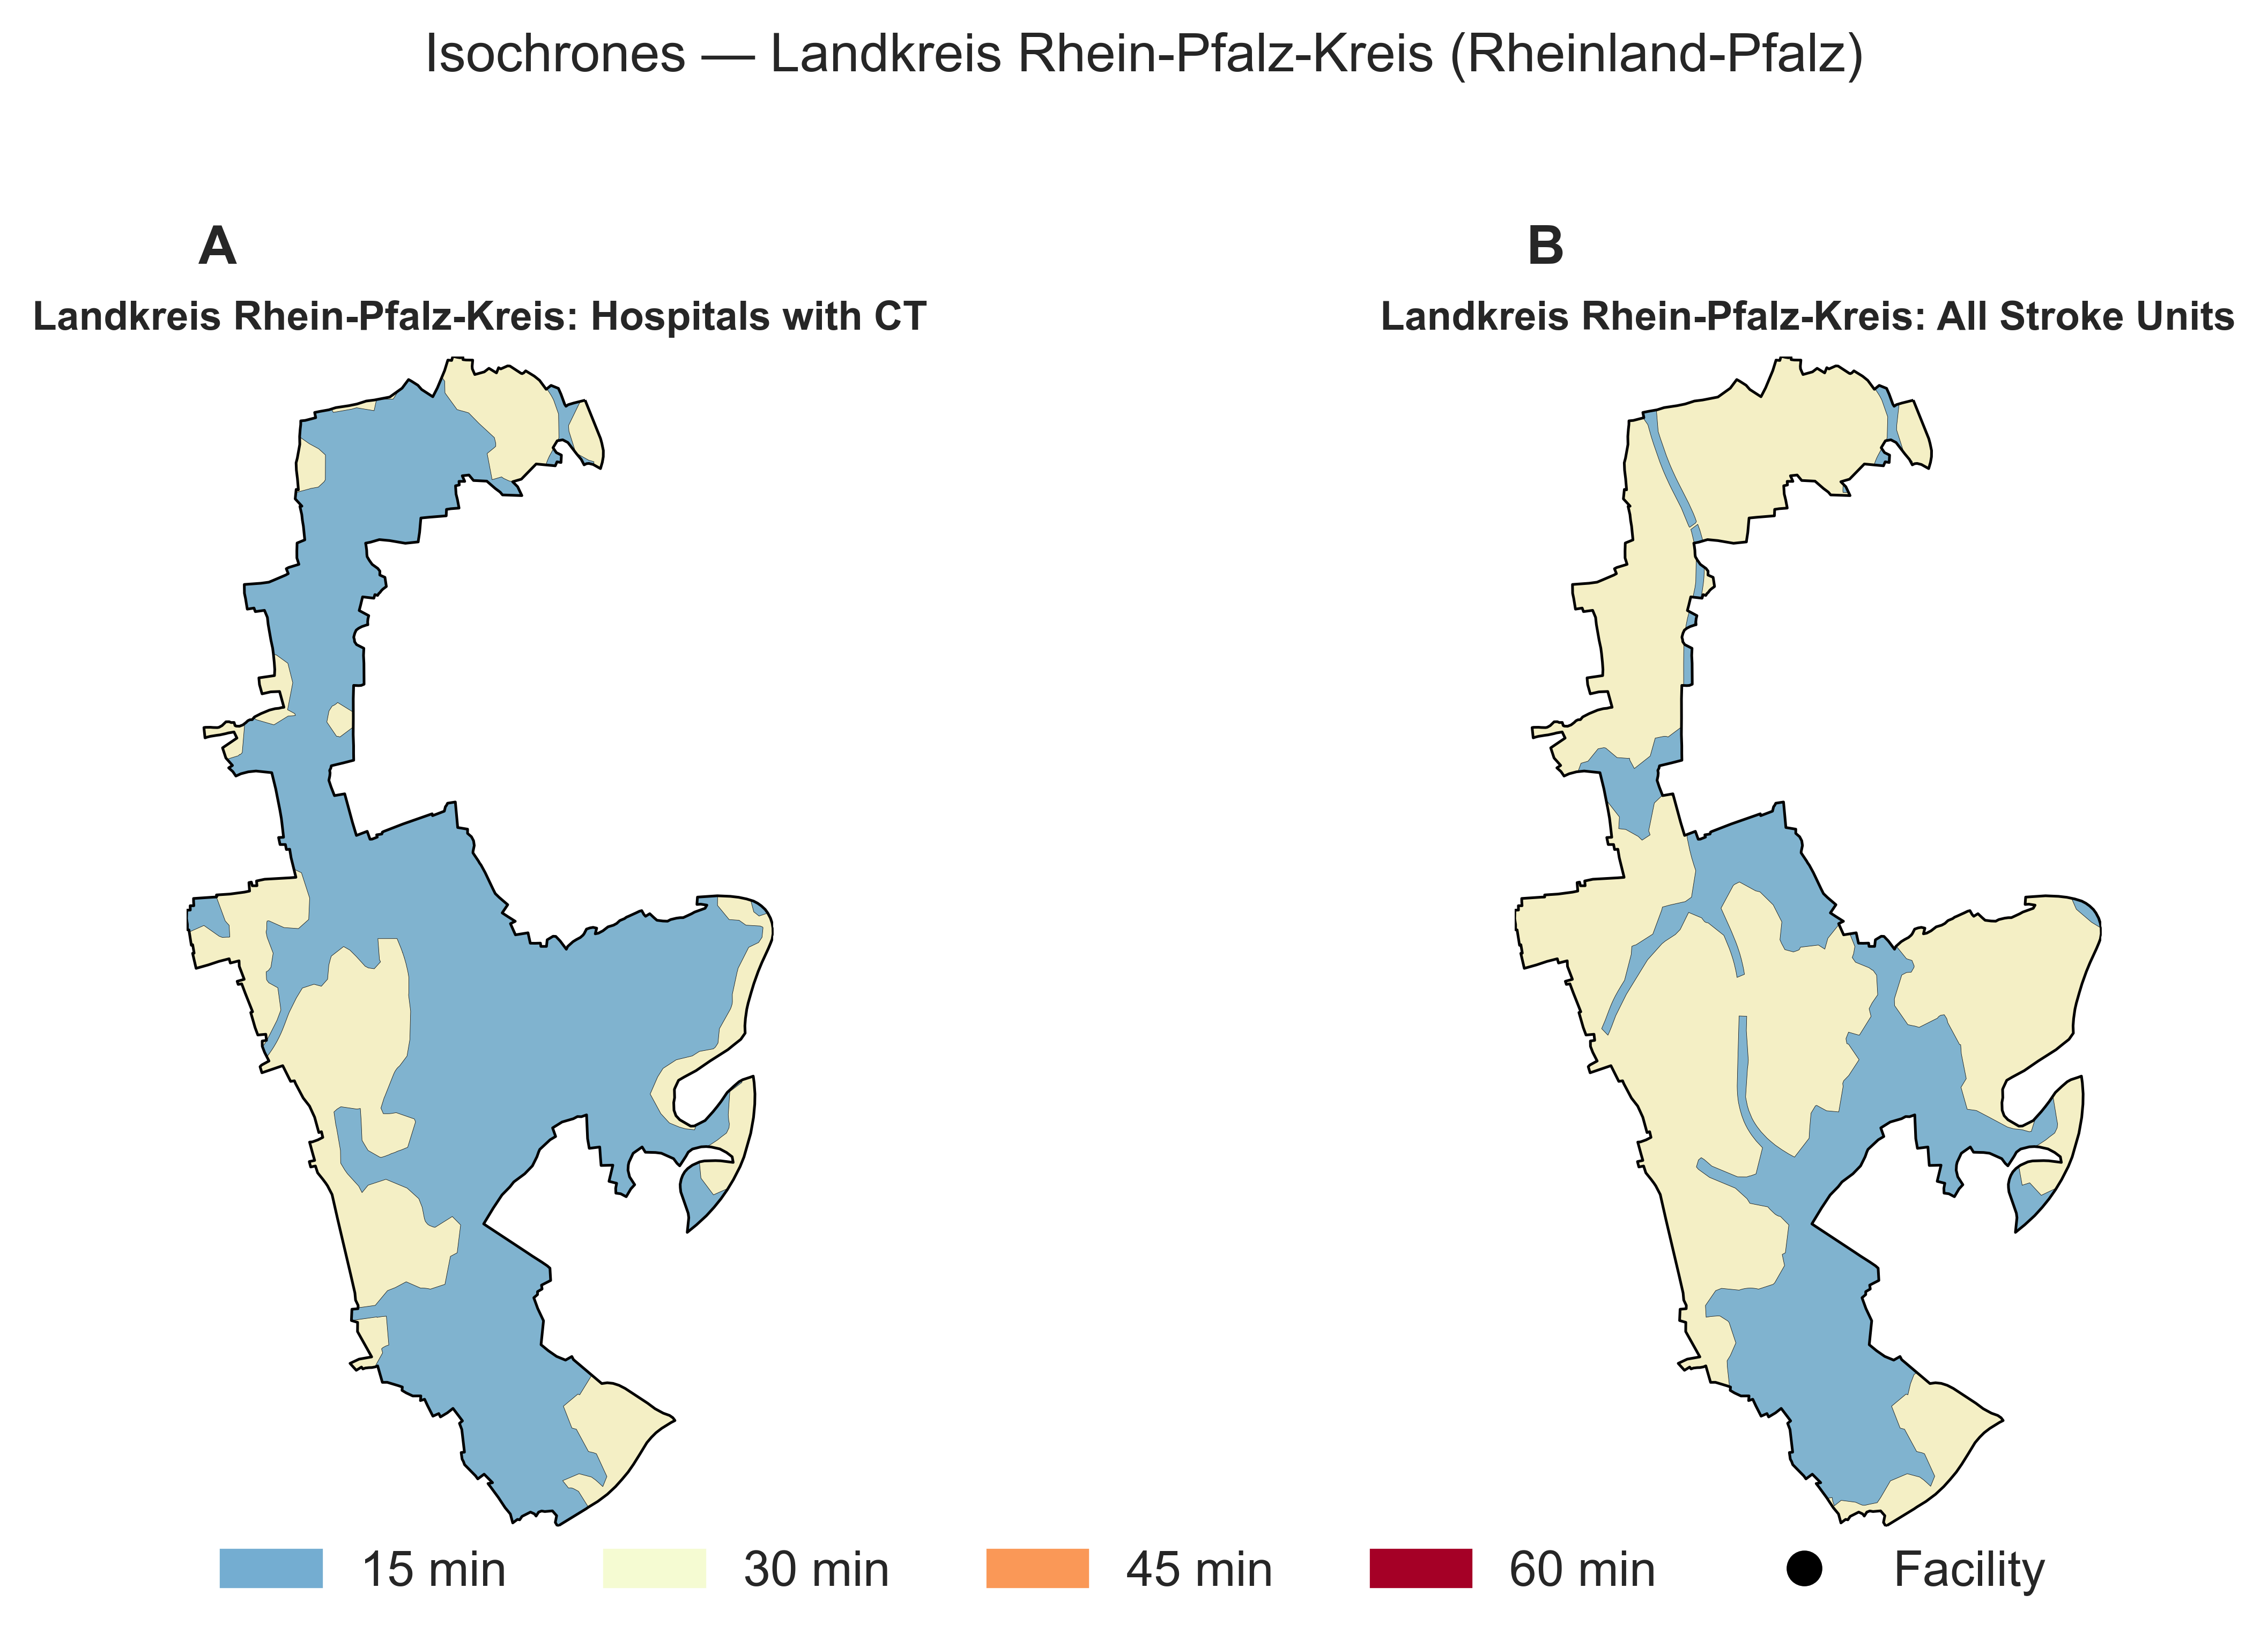 Isochrones — Landkreis Rhein-Pfalz-Kreis (Rheinland-Pfalz)
A
Landkreis Rhein-Pfalz-Kreis: Hospitals with CT
B
Landkreis Rhein-Pfalz-Kreis: All Stroke Units
15 min
30 min
45 min
60 min
Facility